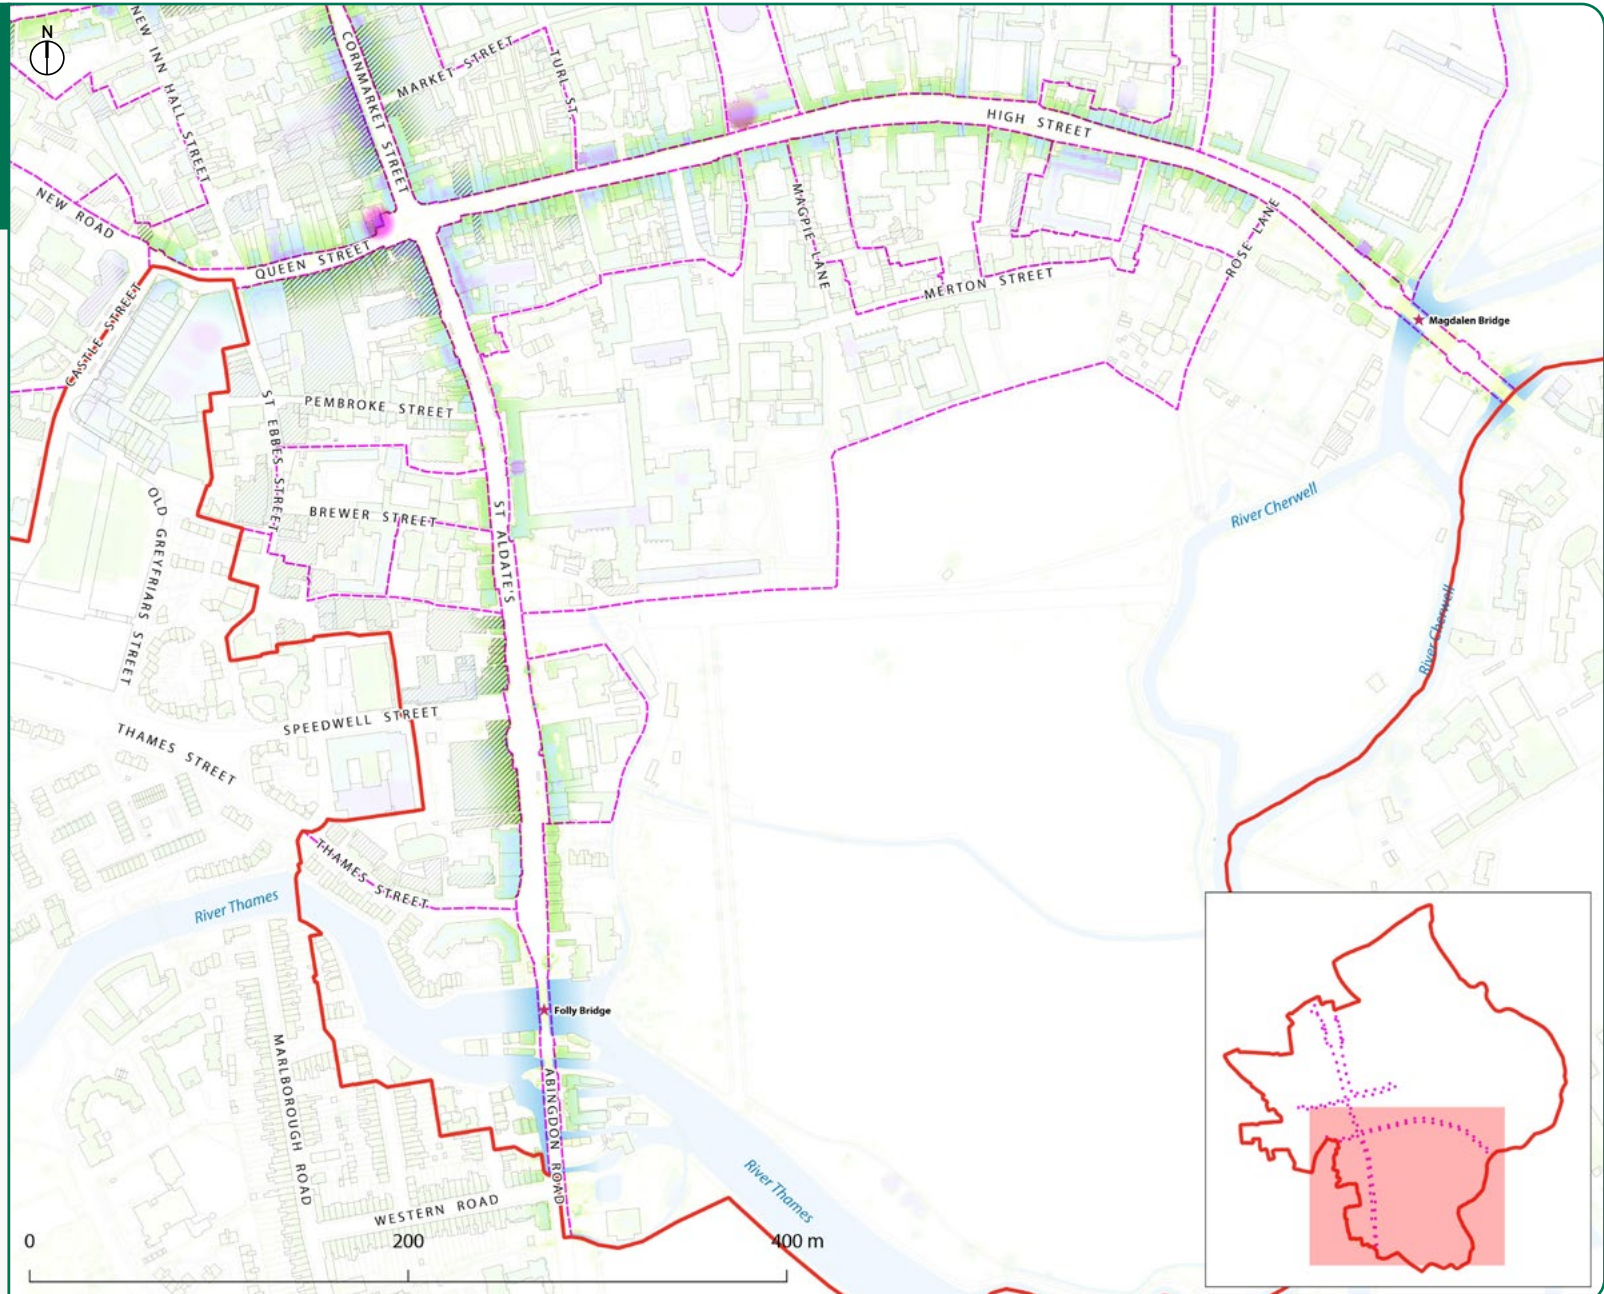 N
NEW INN HALL STREET
CORNMARKET STREET
MARKET STREET
TURL ST.
HIGH STREET
NEW ROAD
QUEEN STREET
MAGPIE LANE
MERTON STREET
ROSE LANE
CASTLE STREET
Magdalen Bridge
ST EBBES STREET
PEMBROKE STREET
OLD GREYFRIARS STREET
BREWER STREET
ST ALDATE'S
River Cherwell
River Cherwell
THAMES STREET
SPEEDWELL STREET
THAMES STREET
River Thames
Folly Bridge
MARLBOROUGH ROAD
ABINGDON ROAD
WESTERN ROAD
River Thames
0 200 400 m